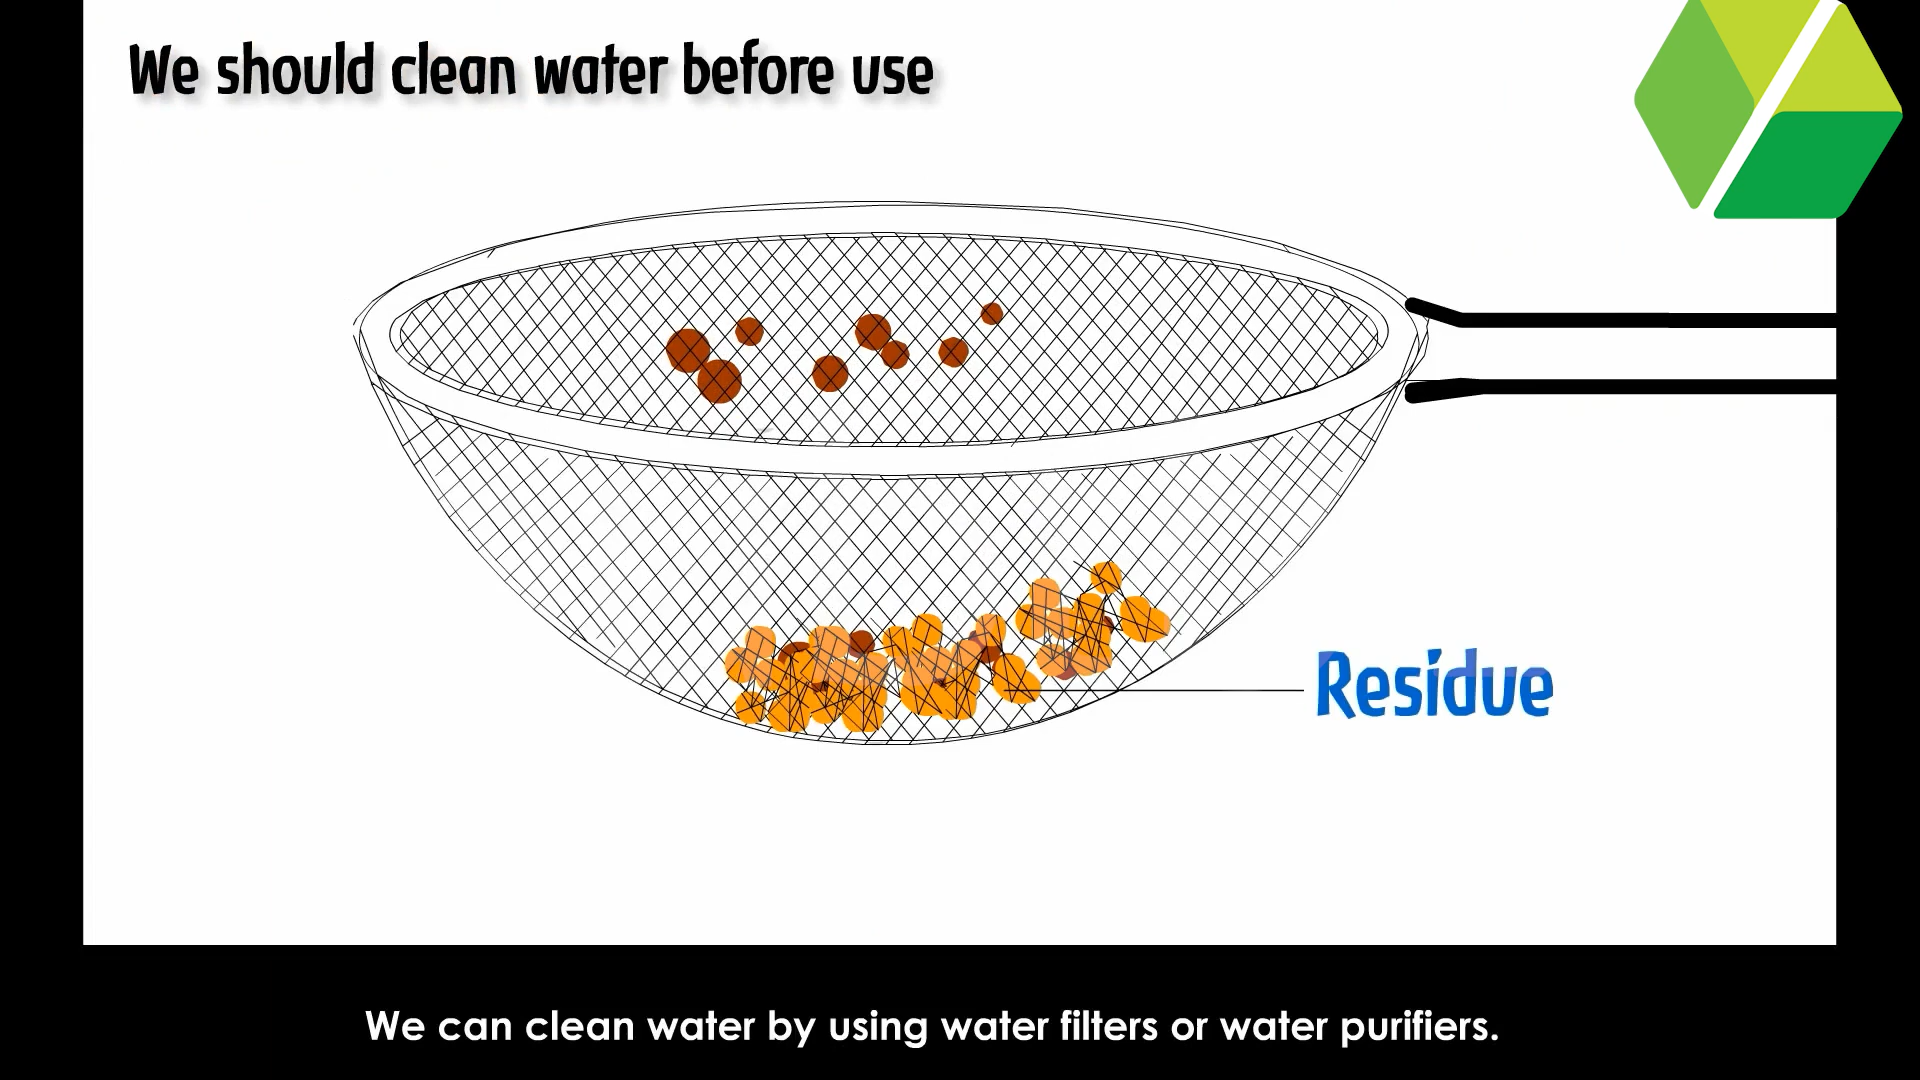 We should clean water before use
Residue
We can clean water by using water filters or water purifiers.